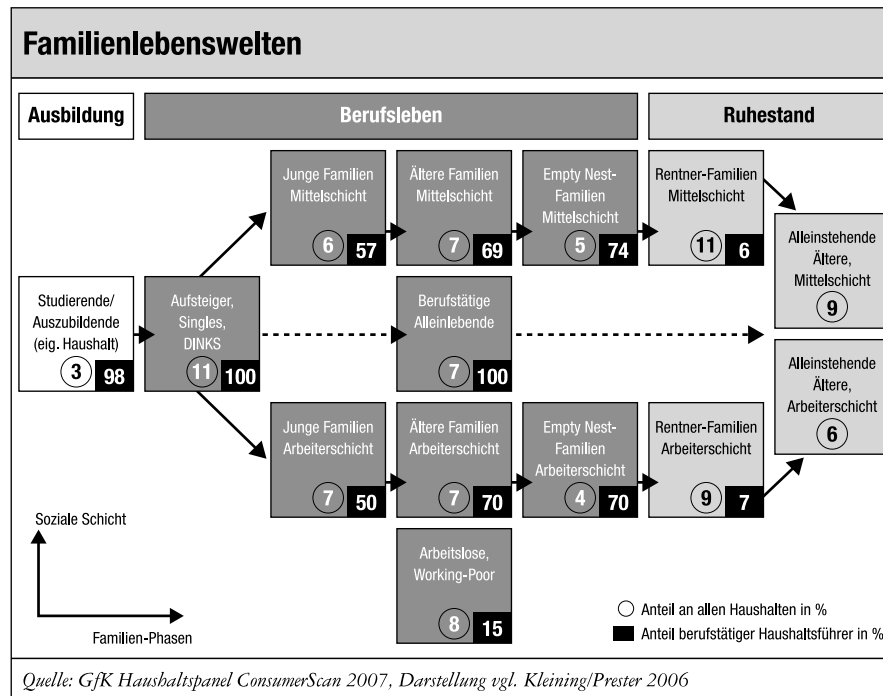 Familienlebenswelten
Ausbildung
Berufsleben
Ruhestand
Junge Familien
Mittelschicht
6
57
Ältere Familien
Mittelschicht
7
69
Empty Nest-
Familien
Mittelschicht
5
74
Rentner-Familien
Mittelschicht
11
6
Alleinstehende
Ältere,
Mittelschicht
9
Studierende/
Auszubildende
(eig. Haushalt)
3
98
Aufsteiger,
Singles,
DINKS
11
100
Berufstätige
Alleinlebende
7
100
Alleinstehende
Ältere,
Arbeiterschicht
6
Junge Familien
Arbeiterschicht
7
50
Ältere Familien
Arbeiterschicht
7
70
Empty Nest-
Familien
Arbeiterschicht
4
70
Rentner-Familien
Arbeiterschicht
9
7
Arbeitslose,
Working-Poor
8
15
Soziale Schicht
Familien-Phasen
Anteil an allen Haushalten in %
Anteil berufstätiger Haushaltsführer in %
Quelle: GfK Haushaltspanel ConsumerScan 2007, Darstellung vgl. Kleining/Prester 2006